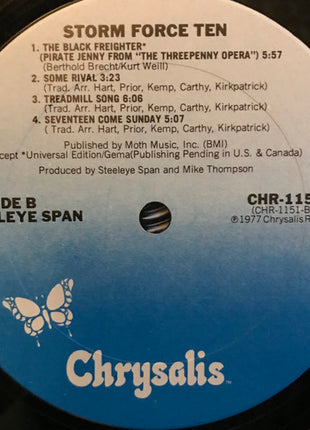 STORM FORCE TEN
1. THE BLACK FREIGHTER*
(PIRATE JENNY FROM "THE THREEPENNY OPERA") 5:57
(Berthold Brecht/Kurt Weill)
2. SOME RIVAL 3:23
(Trad. Arr. Hart, Prior, Kemp, Carthy, Kirkpatrick)
3. TREADMILL SONG 6:06
(Trad. Arr. Hart, Prior, Kemp, Carthy, Kirkpatrick)
4. SEVENTEEN COME SUNDAY 5:07
( Trad. Arr. Hart, Prior, Kemp, Carthy, Kirkpatrick)
Published by Moth Music, Inc. (BMI)
cept *Universal Edition/Gema(Publishing Pending in U.S. & Canada)
Produced by Steeleye Span and Mike Thompson
DE B
LEYE SPAN
CHR-115
(CHR-1151-B
℗1977 Chrysalis R
Chrysalis™